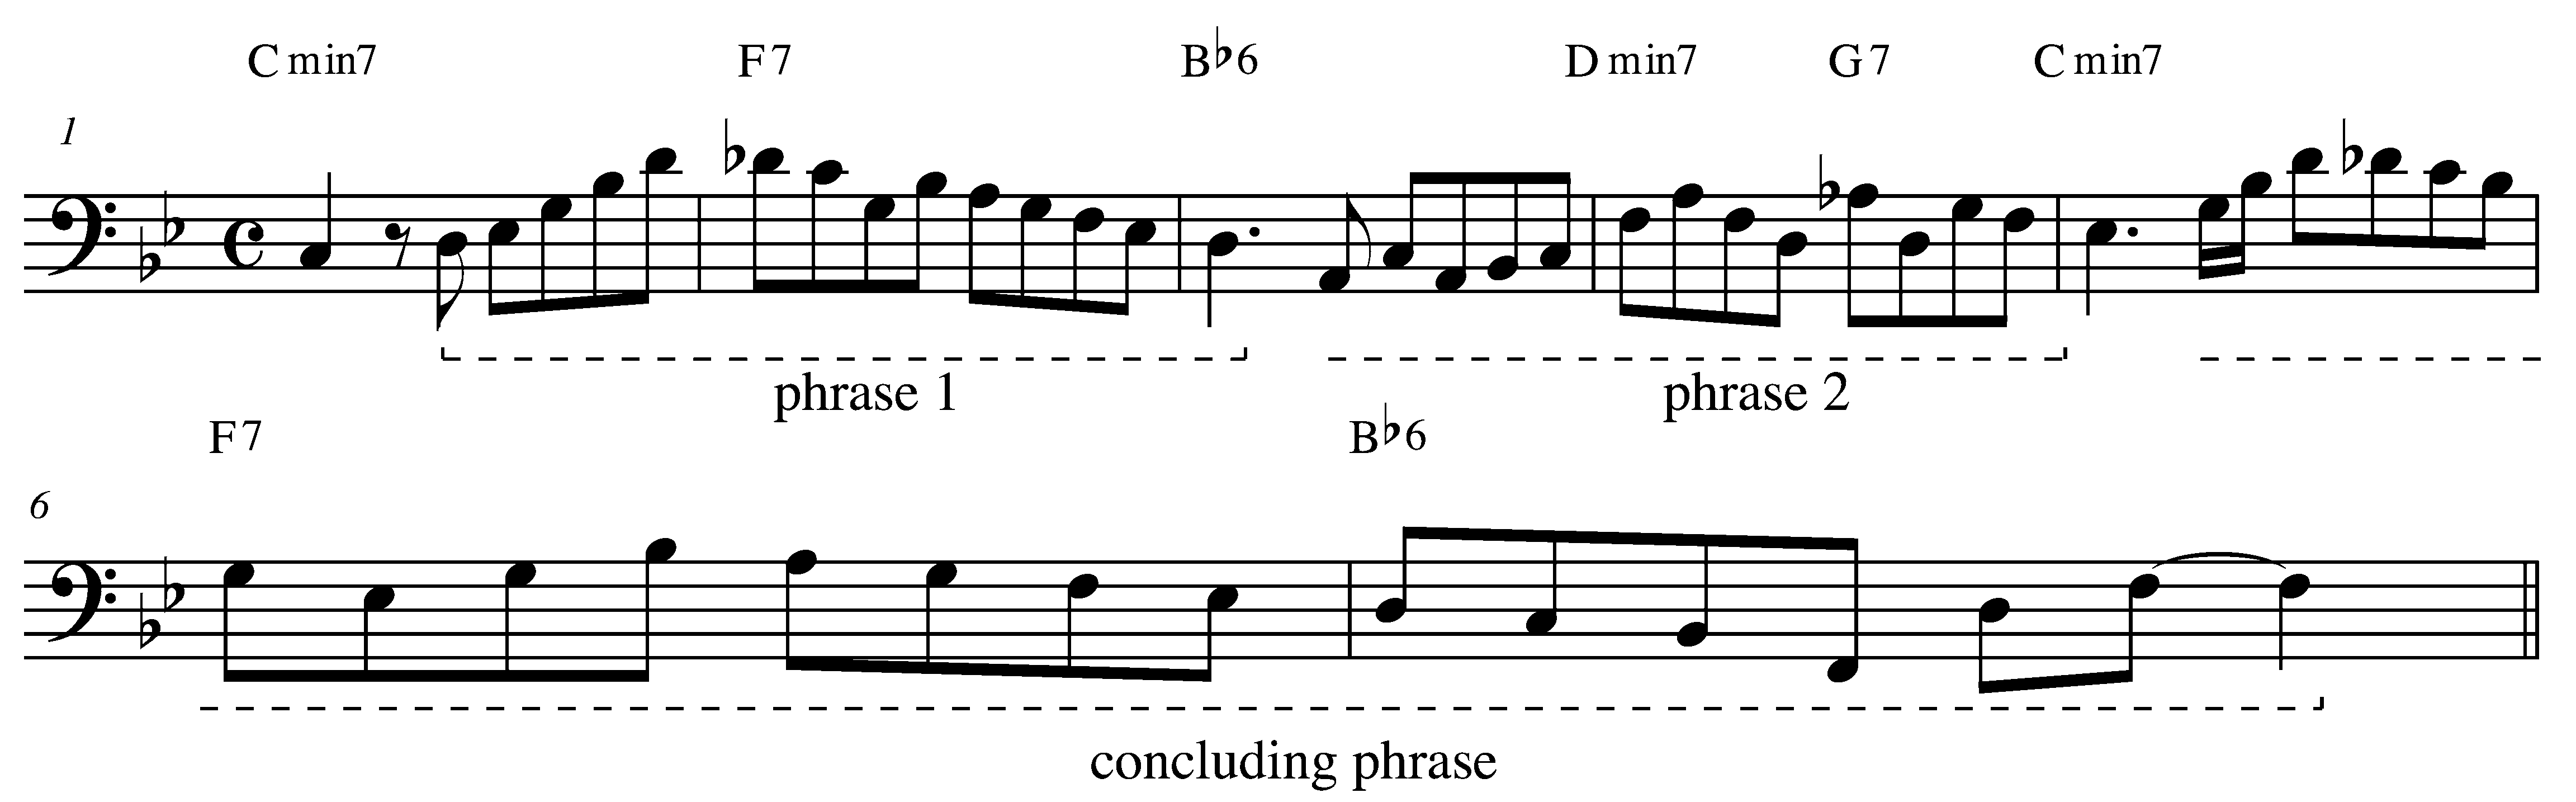 C min7 F7 B♭6 D min7 G7 C min7
1
phrase 1 phrase 2
F7 B♭6
6
concluding phrase